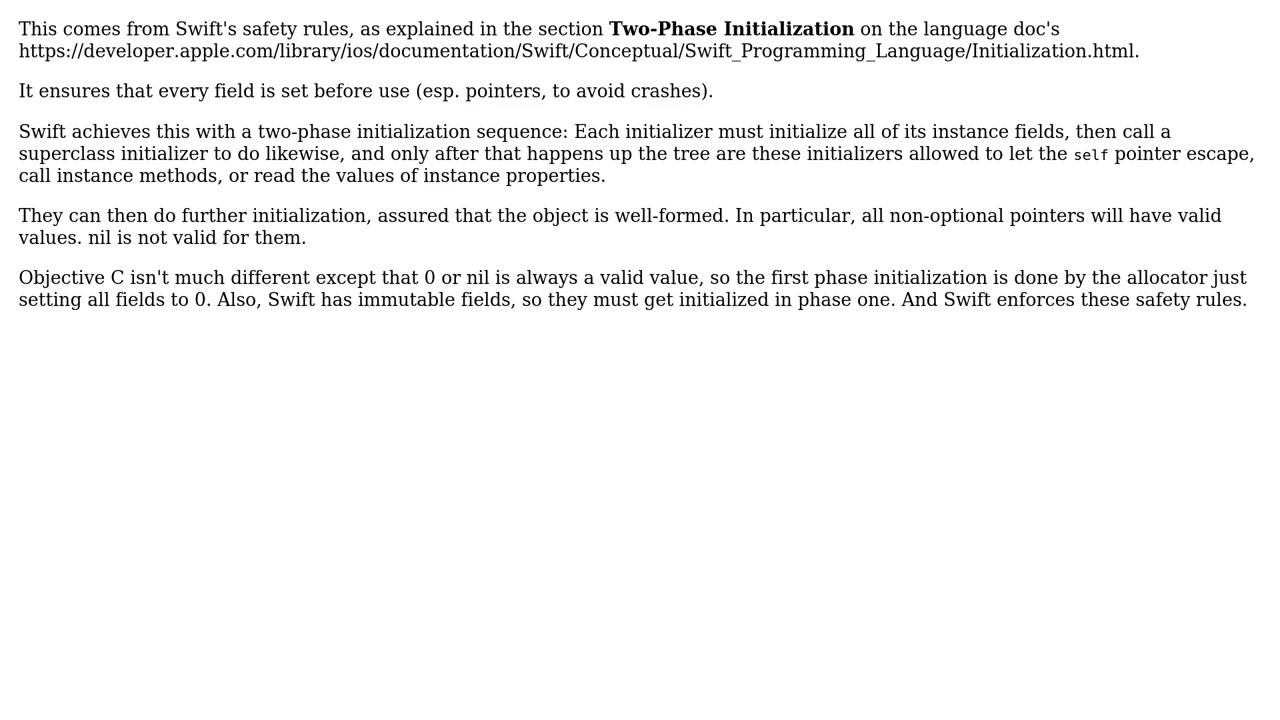 This comes from Swift's safety rules, as explained in the section Two-Phase Initialization on the language doc's
https://developer.apple.com/library/ios/documentation/Swift/Conceptual/Swift_Programming_Language/Initialization.html.
It ensures that every field is set before use (esp. pointers, to avoid crashes).
Swift achieves this with a two-phase initialization sequence: Each initializer must initialize all of its instance fields, then call a
superclass initializer to do likewise, and only after that happens up the tree are these initializers allowed to let the self pointer escape,
call instance methods, or read the values of instance properties.
They can then do further initialization, assured that the object is well-formed. In particular, all non-optional pointers will have valid
values. nil is not valid for them.
Objective C isn't much different except that 0 or nil is always a valid value, so the first phase initialization is done by the allocator just
setting all fields to 0. Also, Swift has immutable fields, so they must get initialized in phase one. And Swift enforces these safety rules.